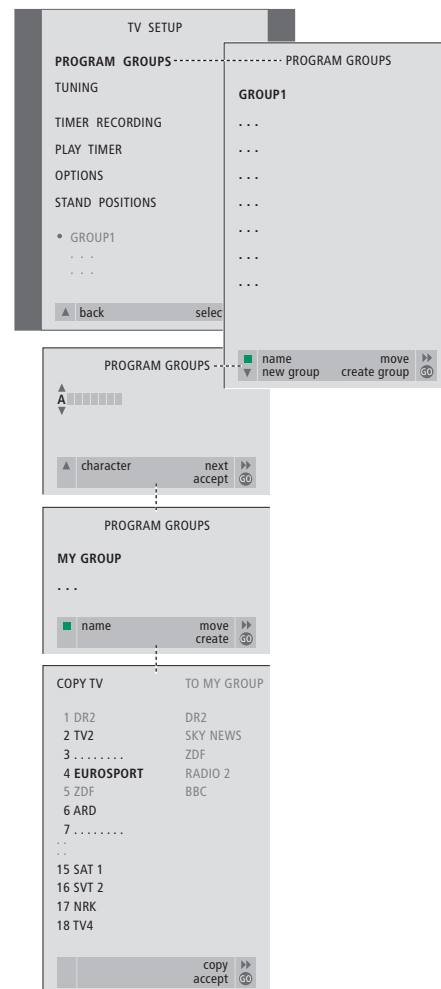 TV SETUP
PROGRAM GROUPS
TUNING
TIMER RECORDING
PLAY TIMER
OPTIONS
STAND POSITIONS
• GROUP1
. . .
. . .
▲ back selec
PROGRAM GROUPS
GROUP1
. . .
. . .
. . .
. . .
. . .
. . .
. . .
name move
▼ new group create group GO
PROGRAM GROUPS
A
▲ character next
accept GO
PROGRAM GROUPS
MY GROUP
. . .
name move
create GO
COPY TV TO MY GROUP
1 DR2 DR2
2 TV2 SKY NEWS
3 . . . . . . . . ZDF
4 EUROSPORT RADIO 2
5 ZDF BBC
6 ARD
7 . . . . . . . .
. .
. .
15 SAT 1
16 SVT 2
17 NRK
18 TV4
copy
accept GO